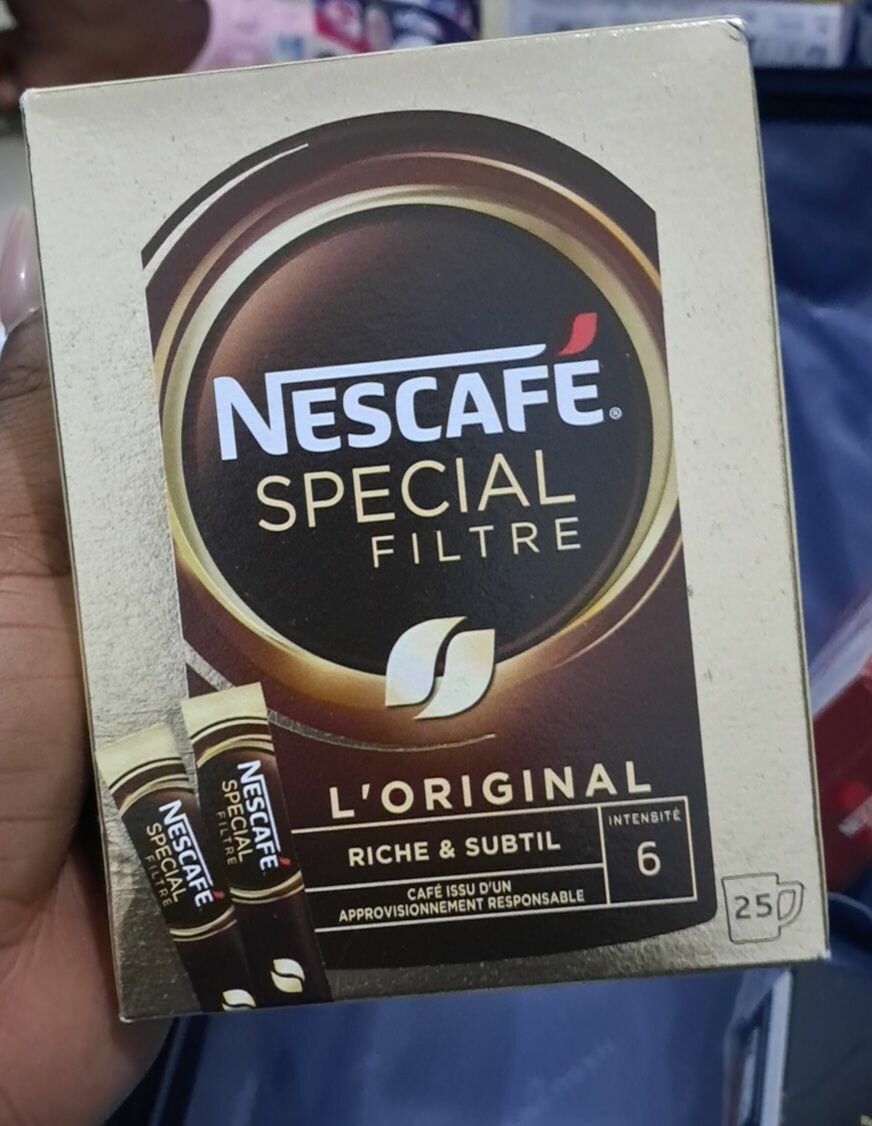 NESCAFÉ®
SPECIAL
FILTRE
L'ORIGINAL
RICHE & SUBTIL
CAFÉ ISSU D'UN
APPROVISIONNEMENT RESPONSABLE
INTENSITÉ
6
25
NESCAFÉ
SPECIAL
FILTRE
NESCAFÉ
SPECIAL
FILTRE